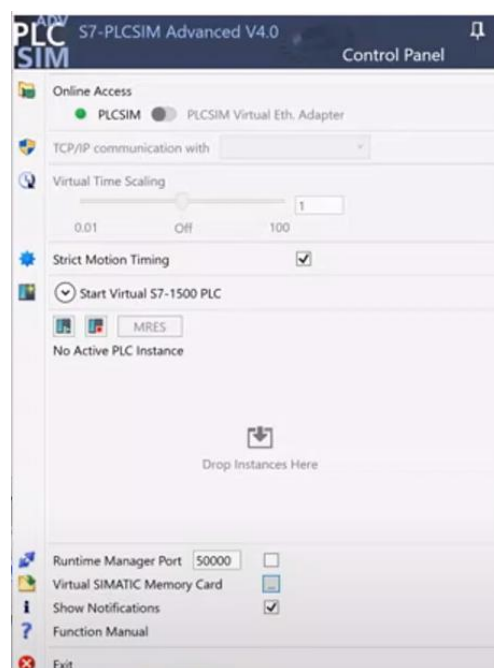 ADV
PLC
SIM
S7-PLCSIM Advanced V4.0
Control Panel
Online Access
PLCSIM PLCSIM Virtual Eth. Adapter
TCP/IP communication with
Virtual Time Scaling
1
0.01 Off 100
Strict Motion Timing
Start Virtual S7-1500 PLC
MRES
No Active PLC Instance
Drop Instances Here
Runtime Manager Port 50000
Virtual SIMATIC Memory Card ...
Show Notifications
Function Manual
Exit